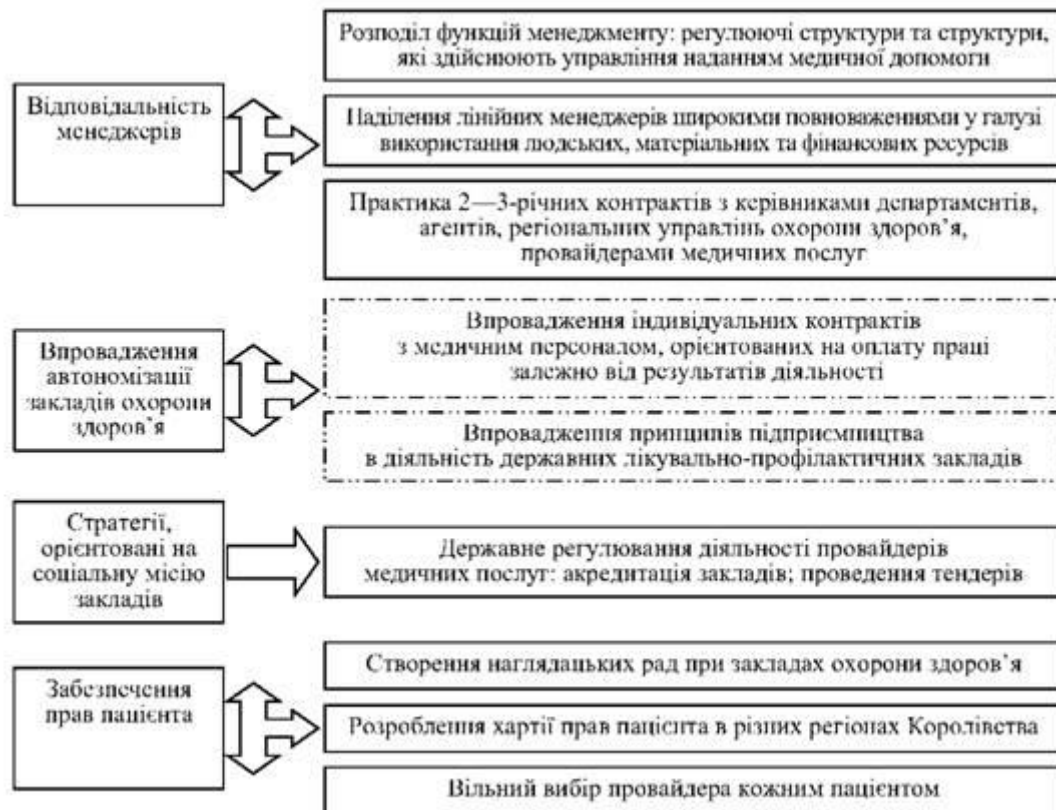 Відповідальність
менеджерів
Розподіл функцій менеджменту: регулюючі структури та структури,
які здійснюють управління наданням медичної допомоги
Наділення лінійних менеджерів широкими повноваженнями у галузі
використання людських, матеріальних та фінансових ресурсів
Практика 2—3-річних контрактів з керівниками департаментів,
агентів, регіональних управлінь охорони здоров’я,
провайдерами медичних послуг
Впровадження
автономізації
закладів охорони
здоров’я
Впровадження індивідуальних контрактів
з медичним персоналом, орієнтованих на оплату праці
залежно від результатів діяльності
Впровадження принципів підприємництва
в діяльність державних лікувально-профілактичних закладів
Стратегії,
орієнтовані на
соціальну місію
закладів
Державне регулювання діяльності провайдерів
медичних послуг: акредитація закладів; проведення тендерів
Забезпечення
прав пацієнта
Створення наглядацьких рад при закладах охорони здоров’я
Розроблення хартії прав пацієнта в різних регіонах Королівства
Вільний вибір провайдера кожним пацієнтом